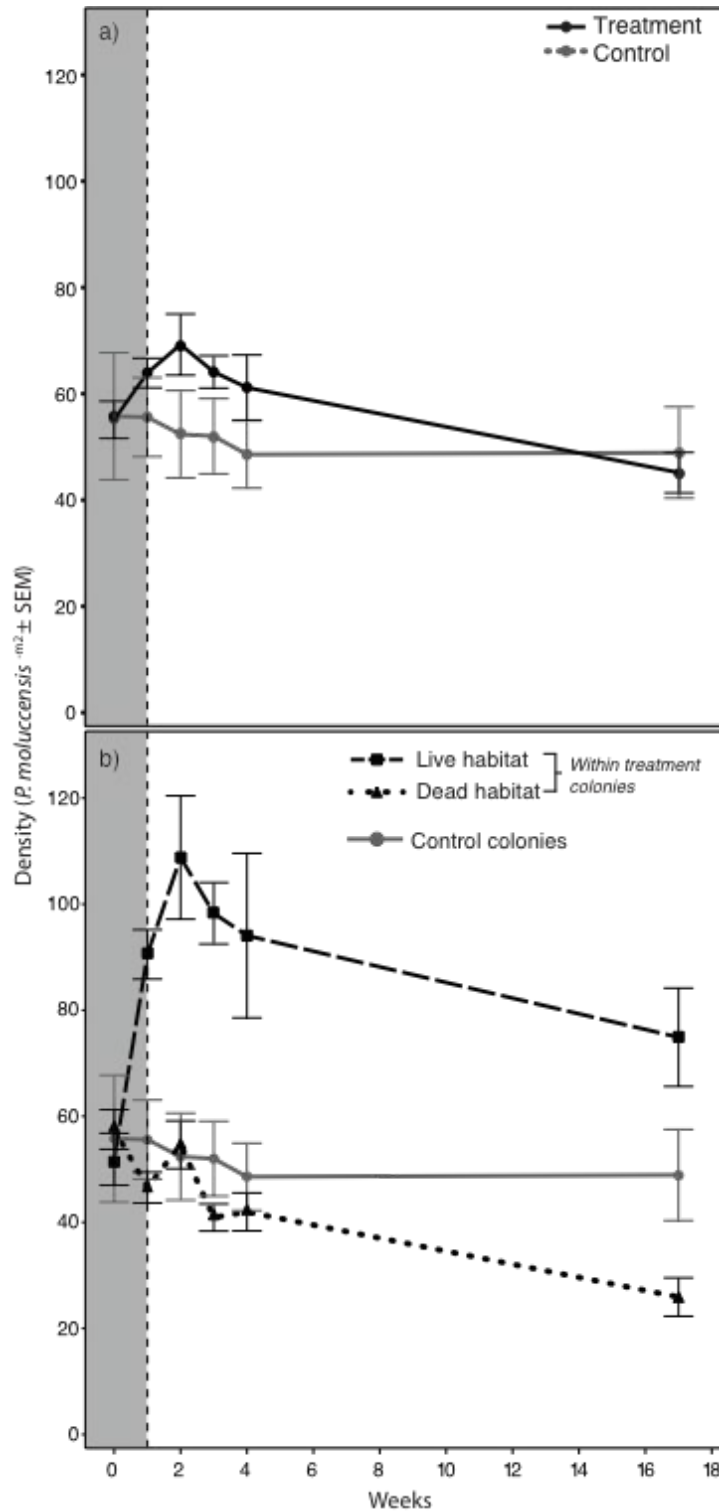 a)
Treatment
Control
120
100
80
60
40
20
0
Density (P. moluccensis ⁻ᵐ²± SEM)
b)
Live habitat
Dead habitat
Within treatment
colonies
Control colonies
120
100
80
60
40
20
0
0 2 4 6 8 10 12 14 16 18
Weeks